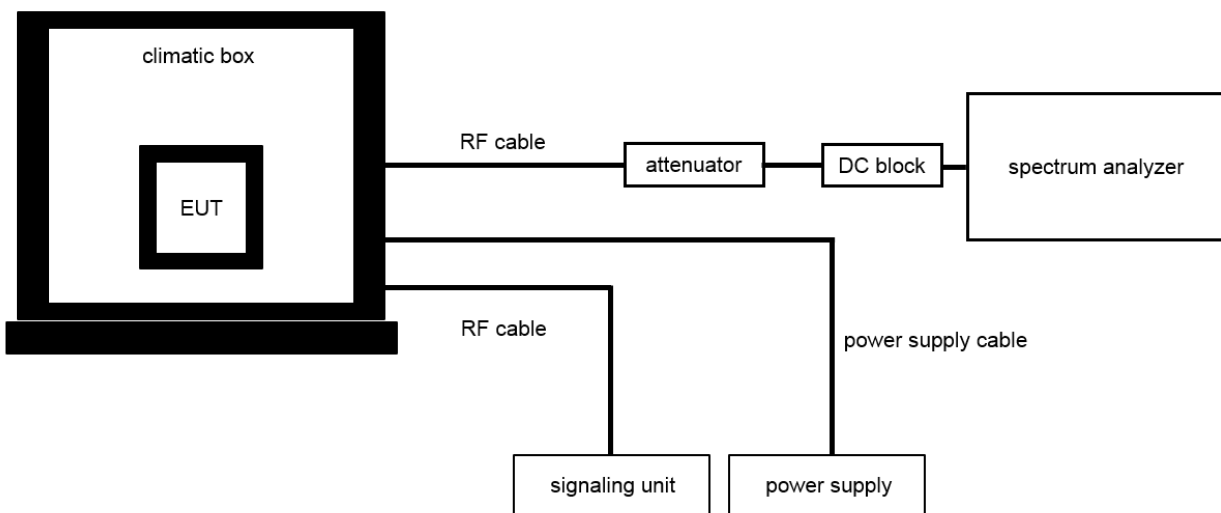 climatic box
RF cable
attenuator
DC block
spectrum analyzer
EUT
RF cable
power supply cable
signaling unit
power supply